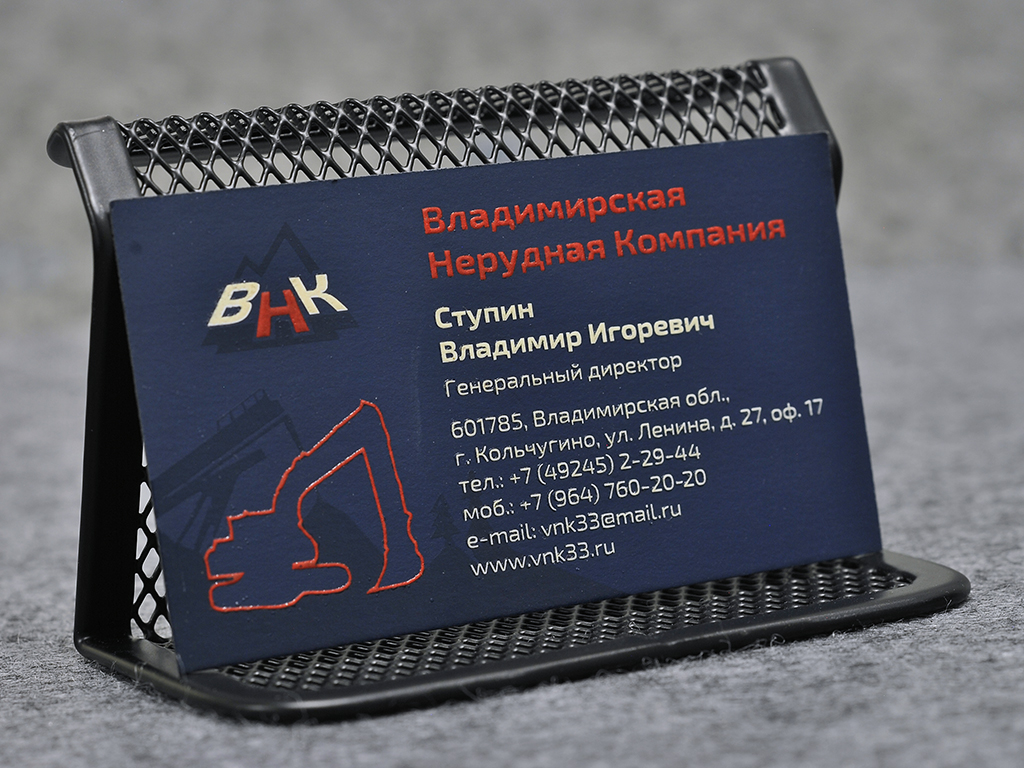 ВНК
Владимирская
Нерудная Компания
Ступин
Владимир Игоревич
Генеральный директор
601785, Владимирская обл.,
г. Кольчугино, ул. Ленина, д. 27, оф. 17
тел.: +7 (49245) 2-29-44
моб.: +7 (964) 760-20-20
e-mail: vnk33@mail.ru
www.vnk33.ru